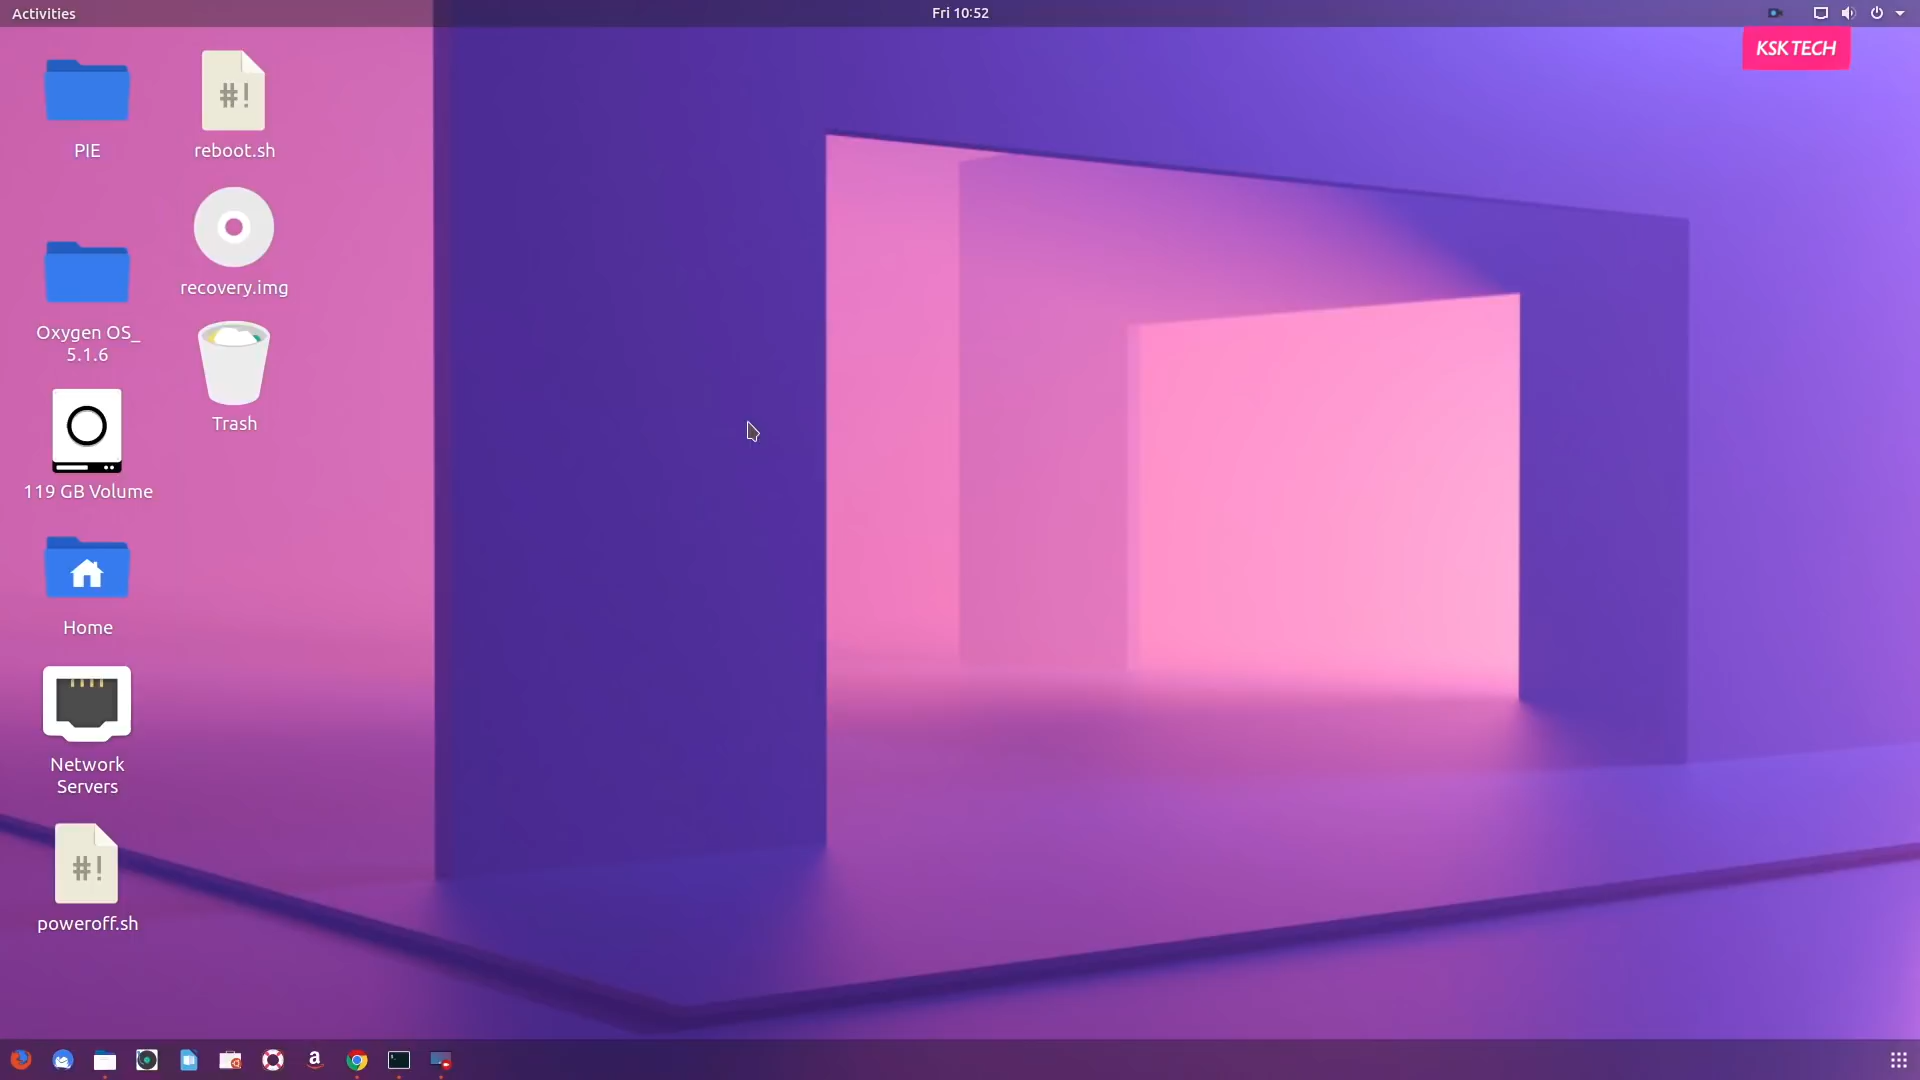 Activities
Fri 10:52
KSK TECH
PIE
#!
reboot.sh
recovery.img
Oxygen OS_
5.1.6
Trash
119 GB Volume
Home
Network
Servers
#!
poweroff.sh
a